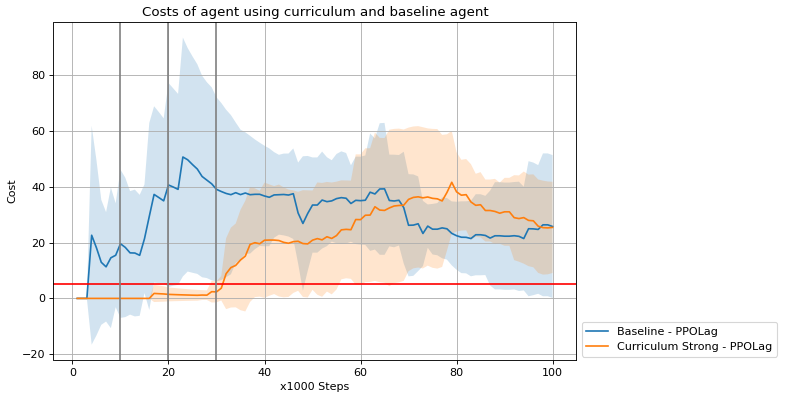 Costs of agent using curriculum and baseline agent
Cost
80
60
40
20
0
−20
0 20 40 60 80 100
x1000 Steps
Baseline - PPOLag
Curriculum Strong - PPOLag